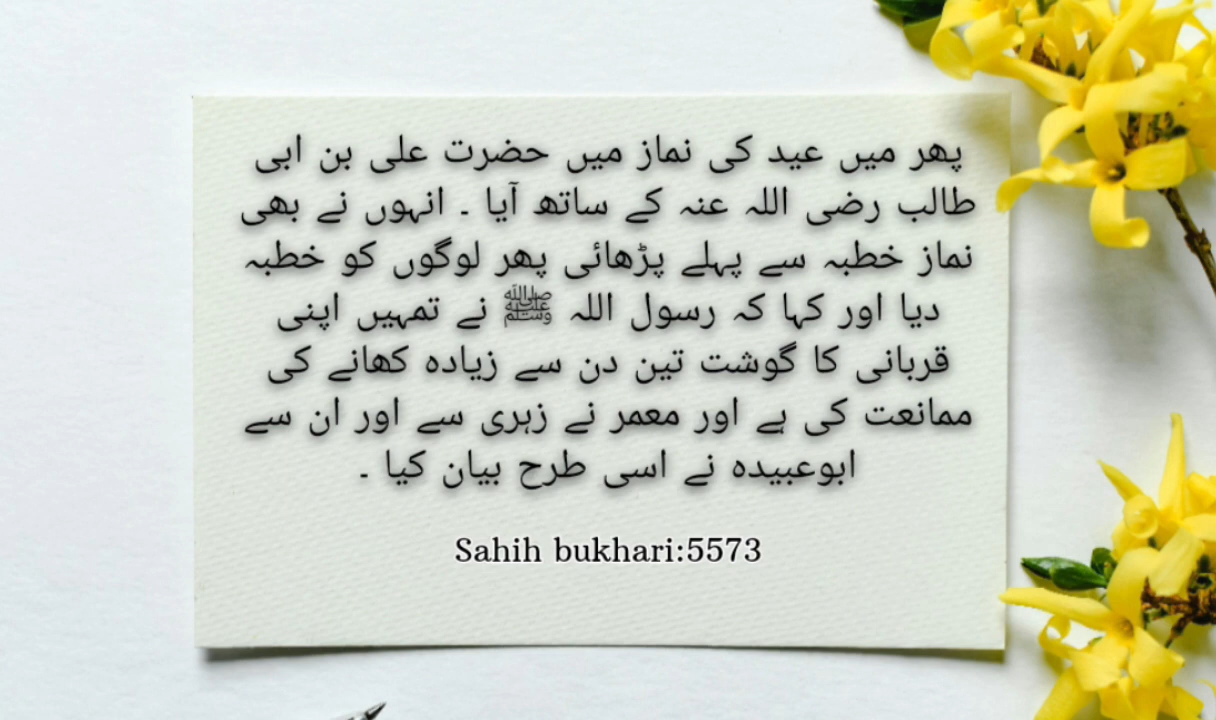 پھر میں عید کی نماز میں حضرت علی بن ابی
طالب رضی اللہ عنہ کے ساتھ آیا ۔ انہوں نے بھی
نماز خطبہ سے پہلے پڑھائی پھر لوگوں کو خطبہ
دیا اور کہا کہ رسول اللہ ﷺ نے تمہیں اپنی
قربانی کا گوشت تین دن سے زیادہ کھانے کی
ممانعت کی ہے اور معمر نے زہری سے اور ان سے
ابوعبیدہ نے اسی طرح بیان کیا ۔
Sahih bukhari:5573